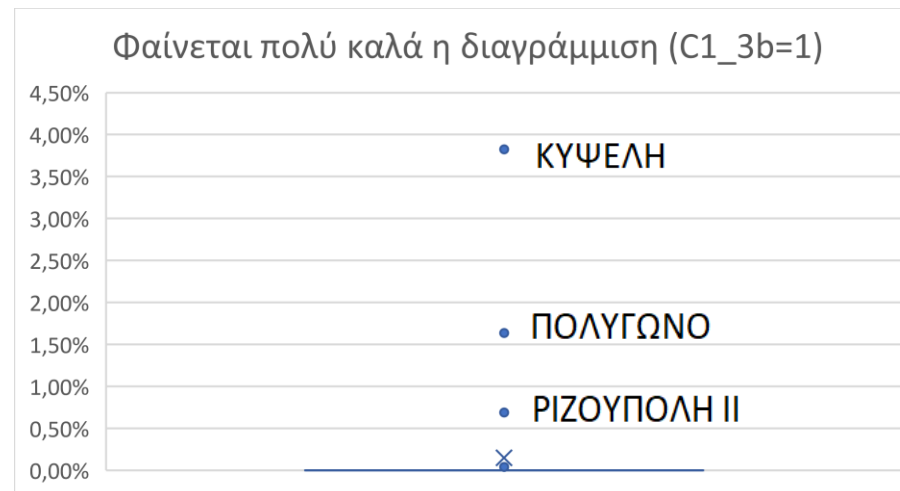 Φαίνεται πολύ καλά η διαγράμμιση (C1_3b=1)
4,50%
4,00%
ΚΥΨΕΛΗ
3,50%
3,00%
2,50%
2,00%
ΠΟΛΥΓΩΝΟ
1,50%
1,00%
ΡΙΖΟΥΠΟΛΗ ΙΙ
0,50%
0,00%